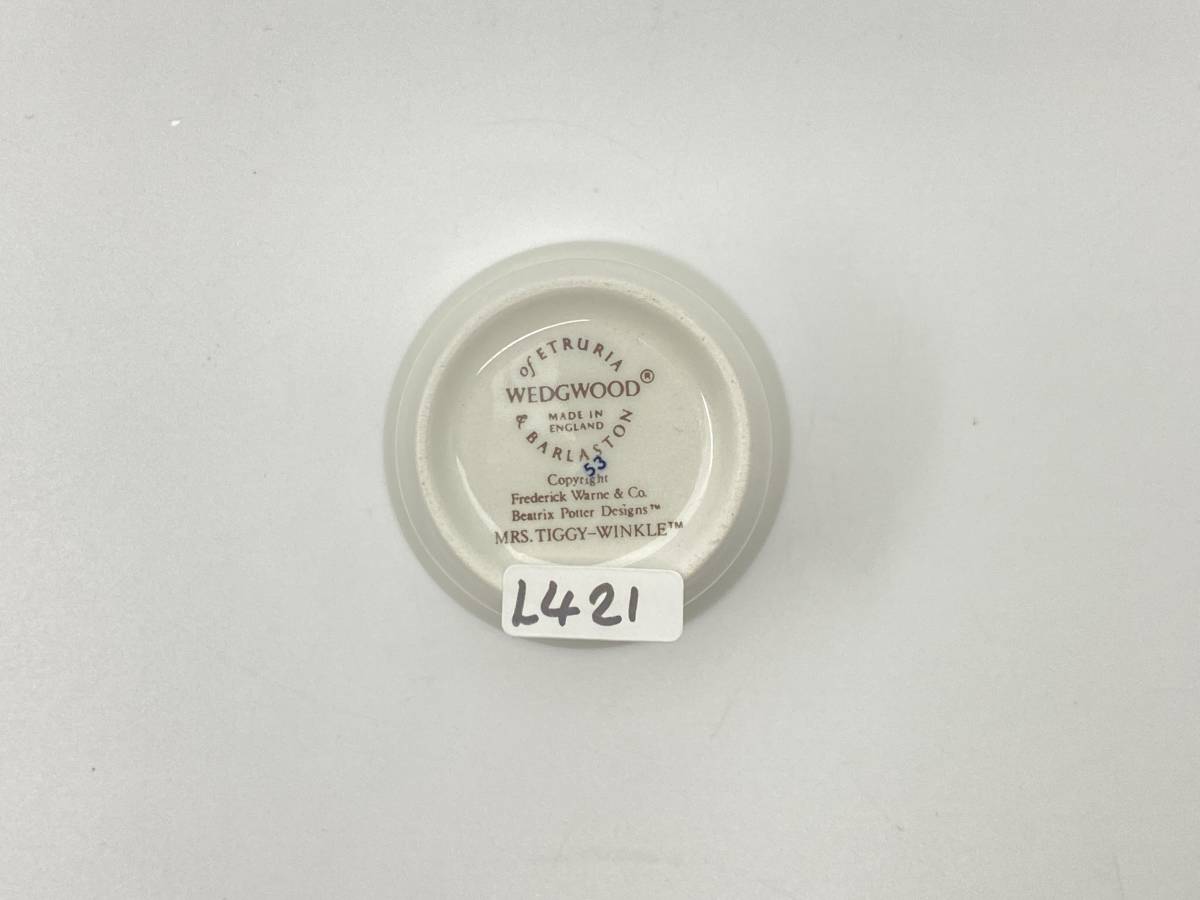 of ETRURIA
WEDGWOOD®
MADE IN
ENGLAND
& BARLASTON
53
Copyright
Frederick Warne & Co.
Beatrix Potter Designs™
MRS. TIGGY-WINKLE™
L421